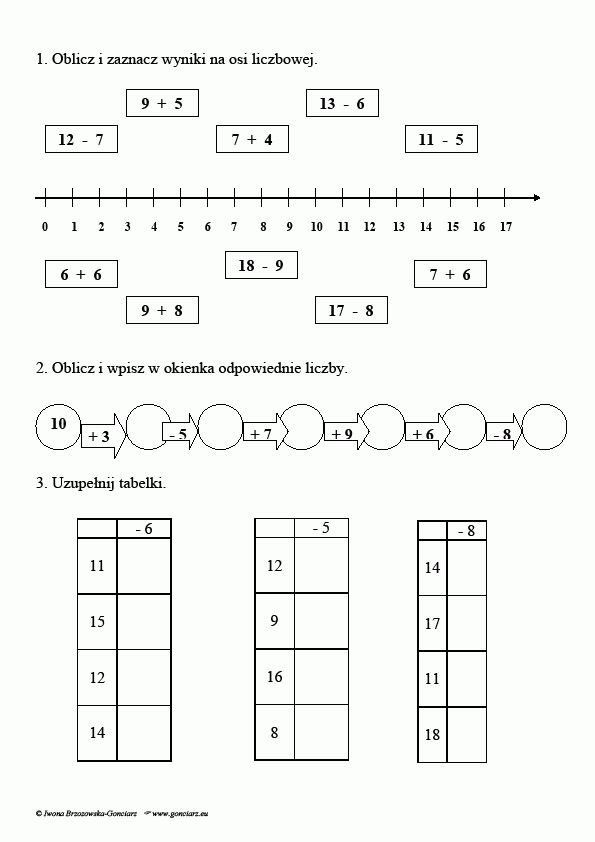 1. Oblicz i zaznacz wyniki na osi liczbowej.
9 + 5
13 - 6
12 - 7
7 + 4
11 - 5
0 1 2 3 4 5 6 7 8 9 10 11 12 13 14 15 16 17
6 + 6
18 - 9
7 + 6
9 + 8
17 - 8
2. Oblicz i wpisz w okienka odpowiednie liczby.
10 + 3 - 5 + 7 + 9 + 6 - 8
3. Uzupełnij tabelki.
- 6
11
15
12
14
- 5
12
9
16
8
- 8
14
17
11
18
© Iwona Brzozowska-Gonciarz www.gonciarz.eu